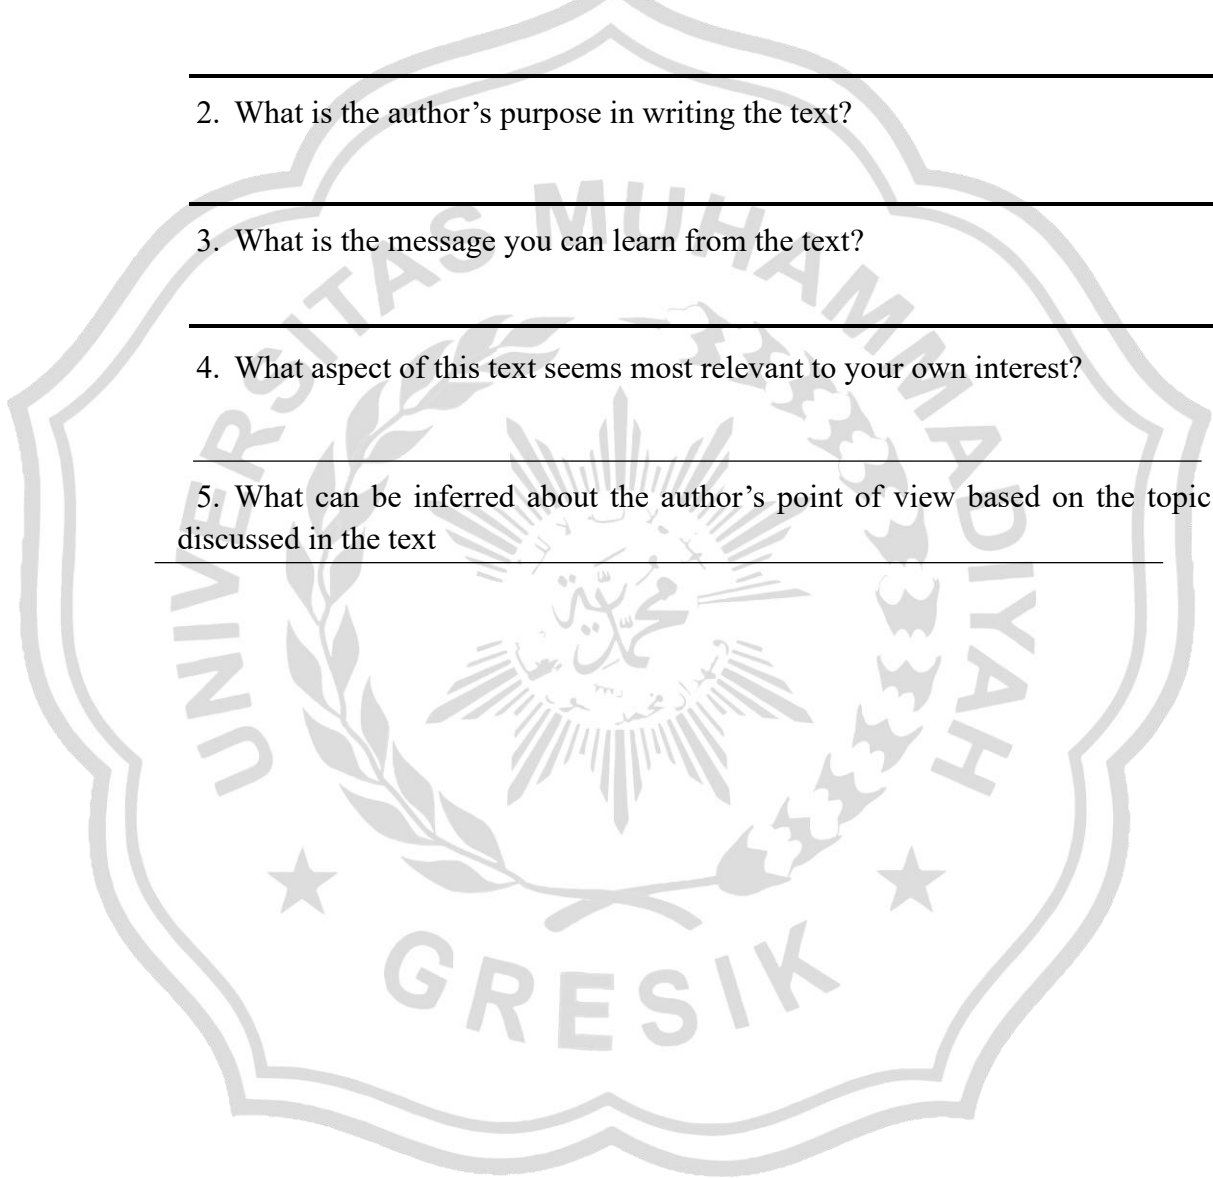 2. What is the author’s purpose in writing the text?
3. What is the message you can learn from the text?
4. What aspect of this text seems most relevant to your own interest?
5. What can be inferred about the author’s point of view based on the topic
discussed in the text
UNIVERSITAS MUHAMMADIYAH
GRESIK